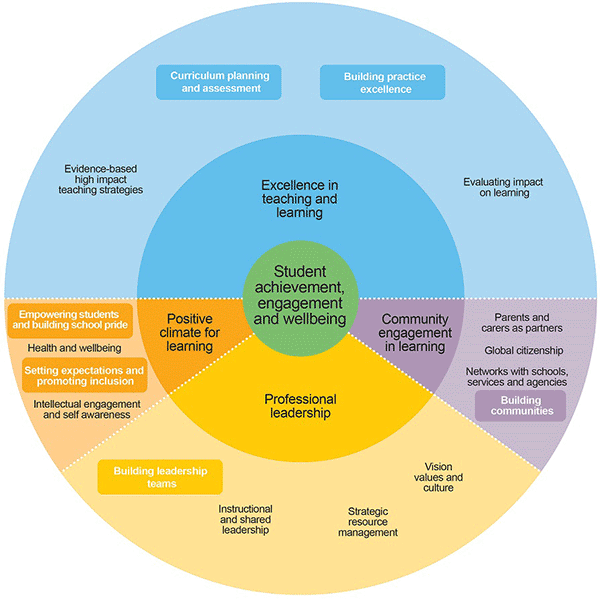 Curriculum planning
and assessment
Building practice
excellence
Evidence-based
high impact
teaching strategies
Excellence in
teaching and
learning
Evaluating impact
on learning
Student
achievement,
engagement
and wellbeing
Empowering students
and building school pride
Health and wellbeing
Setting expectations and
promoting inclusion
Intellectual engagement
and self awareness
Positive
climate for
learning
Community
engagement
in learning
Parents and
carers as partners
Global citizenship
Networks with schools,
services and agencies
Building
communities
Professional
leadership
Building leadership
teams
Instructional
and shared
leadership
Strategic
resource
management
Vision
values and
culture